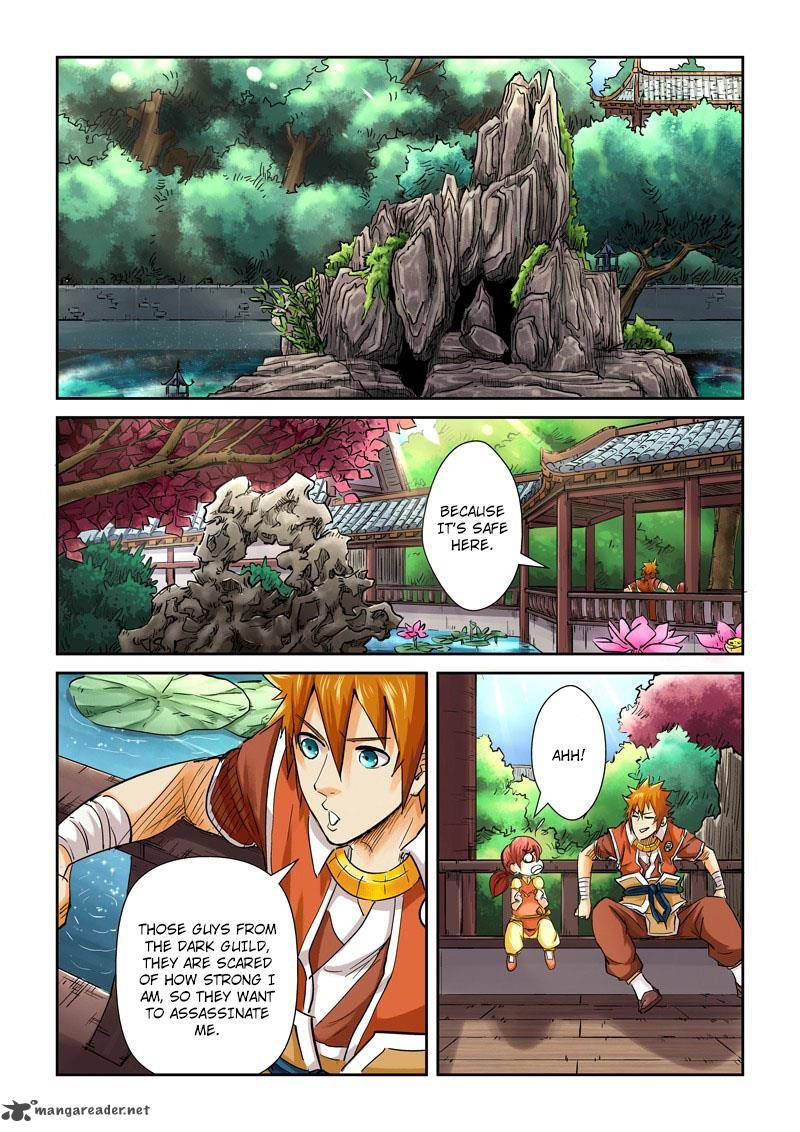 BECAUSE
IT'S SAFE
HERE.
THOSE GUYS FROM
THE DARK GUILD,
THEY ARE SCARED
OF HOW STRONG I
AM, SO THEY WANT
TO ASSASSINATE
ME.
AHH!
mangareader.net